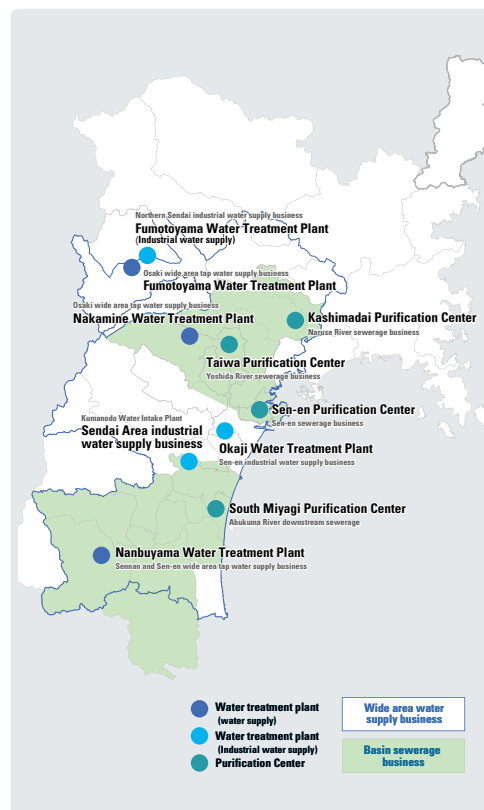 Northern Sendai industrial water supply business
Fumotoyama Water Treatment Plant
(Industrial water supply)
Osaki wide area tap water supply business
Fumotoyama Water Treatment Plant
Osaki wide area tap water supply business
Nakamine Water Treatment Plant
Kashimadai Purification Center
Naruse River sewerage business
Taiwa Purification Center
Yoshida River sewerage business
Sen-en Purification Center
Sen-en sewerage business
Kumanodo Water Intake Plant
Sendai Area industrial
water supply business
Okaji Water Treatment Plant
Sen-en industrial water supply business
South Miyagi Purification Center
Abukuma River downstream sewerage
Nanbuyama Water Treatment Plant
Sennan and Sen-en wide area tap water supply business
Water treatment plant
(water supply)
Water treatment plant
(Industrial water supply)
Purification Center
Wide area water
supply business
Basin sewerage
business